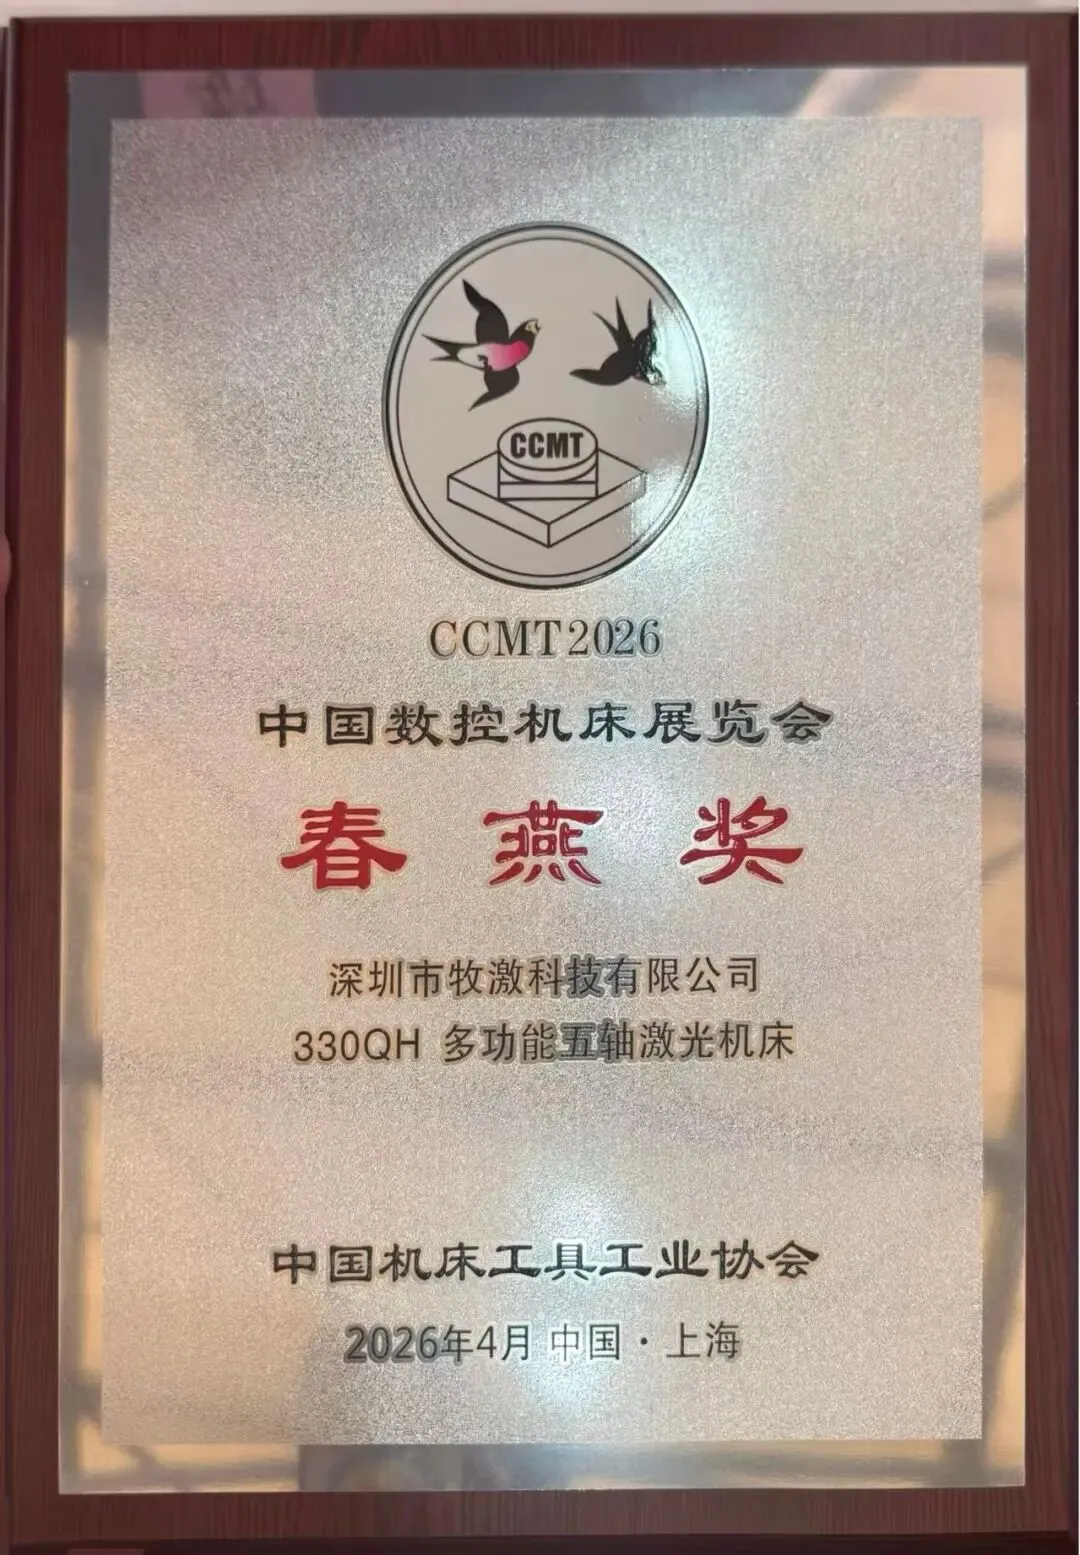 CCMT
CCMT2026
中国数控机床展览会
春燕奖
深圳市牧激科技有限公司
330QH 多功能五轴激光机床
中国机床工具工业协会
2026年4月 中国·上海